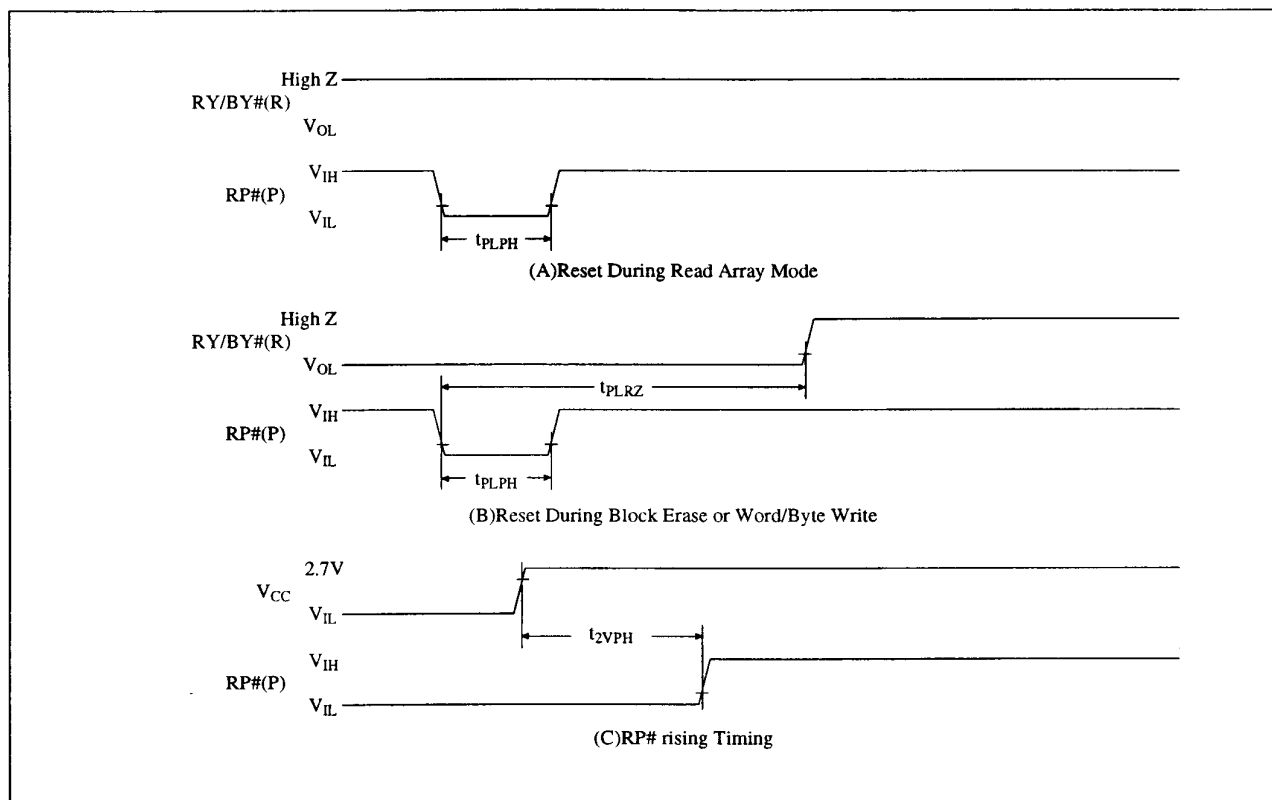 High Z
RY/BY#(R)
VOL
VIH
RP#(P)
VIL
tPLPH
(A)Reset During Read Array Mode
High Z
RY/BY#(R)
VOL
tPLRZ
VIH
RP#(P)
VIL
tPLPH
(B)Reset During Block Erase or Word/Byte Write
2.7V
VCC
VIL
t2VPH
VIH
RP#(P)
VIL
(C)RP# rising Timing